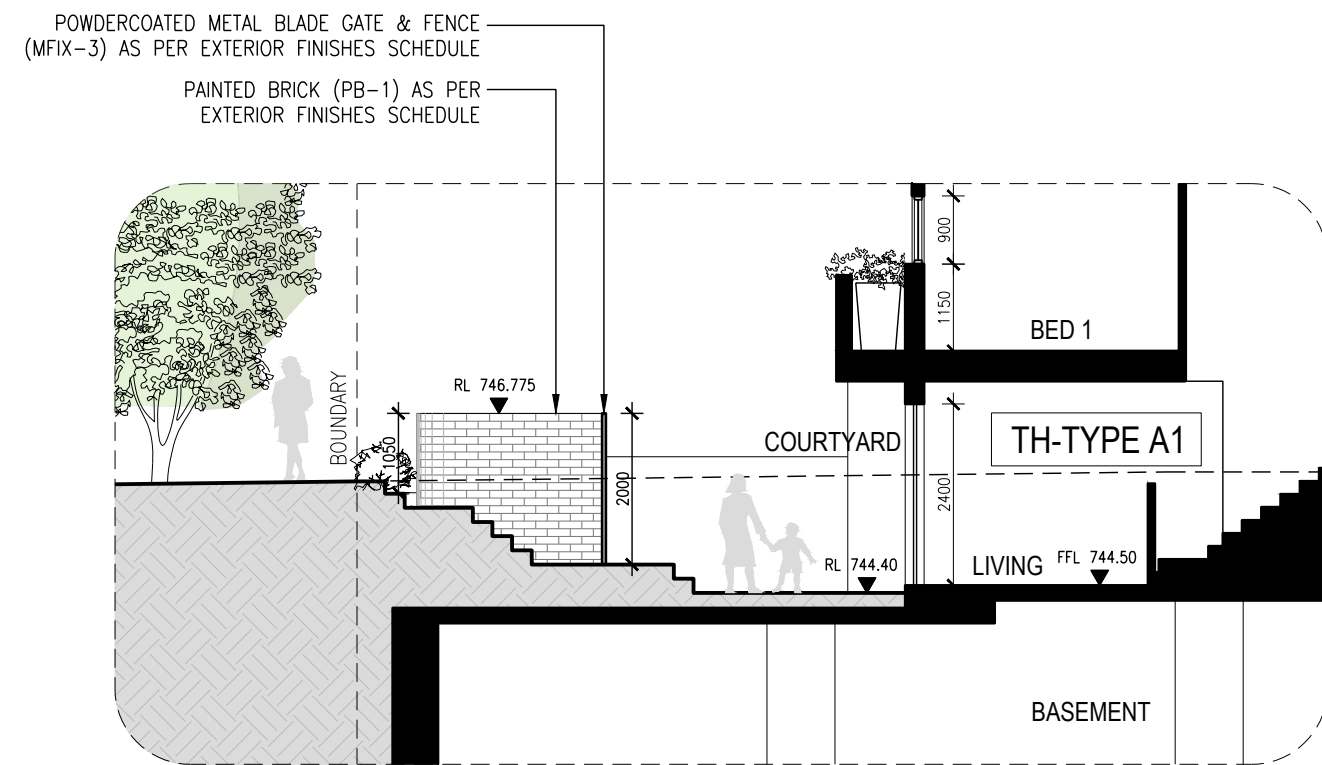 POWDERCOATED METAL BLADE GATE & FENCE
(MFIX-3) AS PER EXTERIOR FINISHES SCHEDULE
PAINTED BRICK (PB-1) AS PER
EXTERIOR FINISHES SCHEDULE
900
1150
BED 1
RL 746.775
BOUNDARY
1050
2000
COURTYARD
TH-TYPE A1
2400
RL 744.40
LIVING
FFL 744.50
BASEMENT